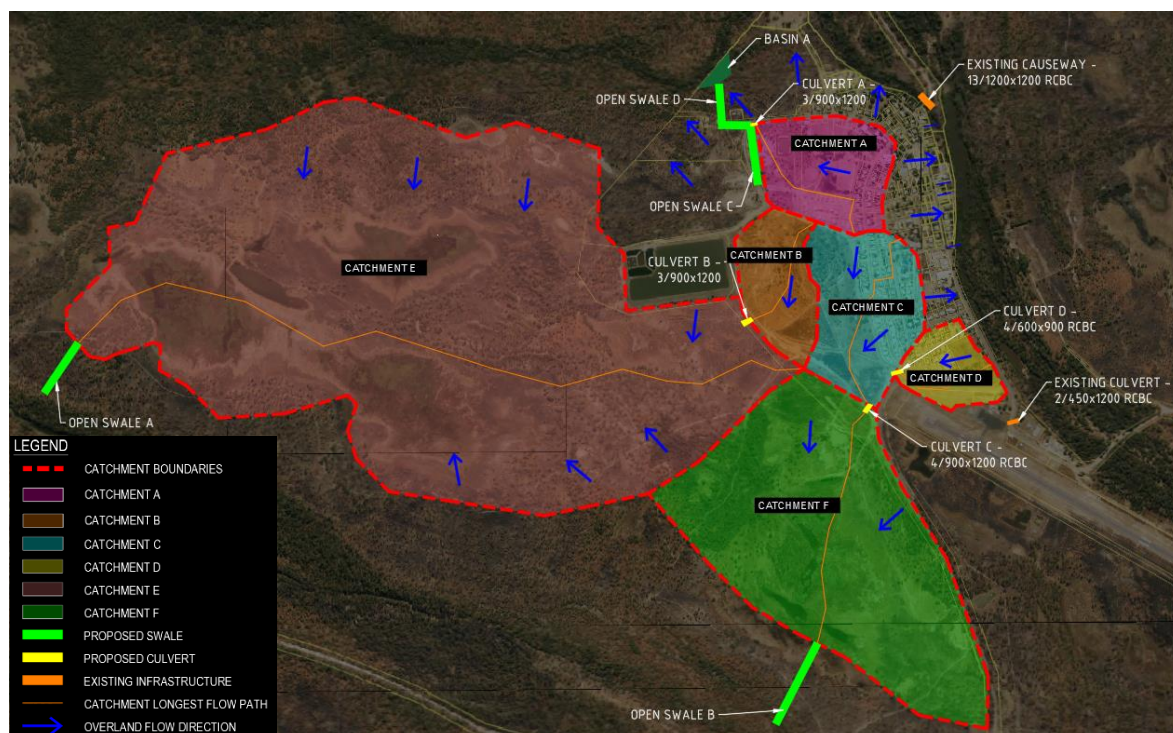 BASIN A
EXISTING CAUSEWAY -
13/1200x1200 RCBC
CULVERT A -
3/900x1200
OPEN SWALE D
CATCHMENT A
OPEN SWALE C
CATCHMENT B
CULVERT B -
3/900x1200
CATCHMENT E
CATCHMENT C
CULVERT D -
4/600x900 RCBC
CATCHMENT D
EXISTING CULVERT -
2/450x1200 RCBC
OPEN SWALE A
CULVERT C -
4/900x1200 RCBC
CATCHMENT F
OPEN SWALE B
LEGEND
CATCHMENT BOUNDARIES
CATCHMENT A
CATCHMENT B
CATCHMENT C
CATCHMENT D
CATCHMENT E
CATCHMENT F
PROPOSED SWALE
PROPOSED CULVERT
EXISTING INFRASTRUCTURE
CATCHMENT LONGEST FLOW PATH
OVERLAND FLOW DIRECTION